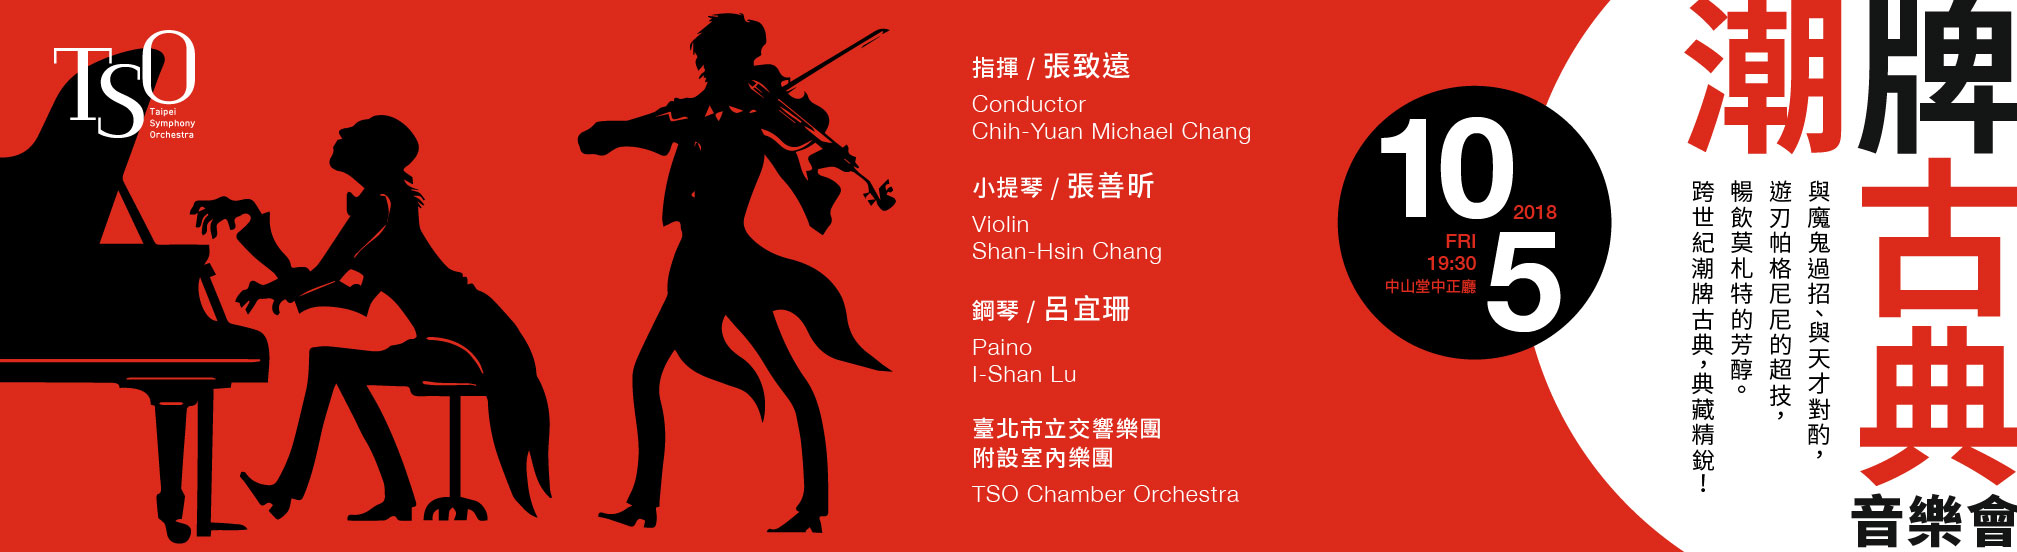 TSO
Taipei
Symphony
Orchestra
指揮 / 張致遠
Conductor
Chih-Yuan Michael Chang
小提琴 / 張善昕
Violin
Shan-Hsin Chang
鋼琴 / 呂宜珊
Paino
I-Shan Lu
臺北市立交響樂團
附設室內樂團
TSO Chamber Orchestra
10
2018
FRI
19:30
中山堂中正廳
5
潮牌
古典
音樂會
與魔鬼過招、與天才對酌，
遊刃帕格尼尼的超技，
暢飲莫札特的芳醇。
跨世紀潮牌古典，典藏精銳！